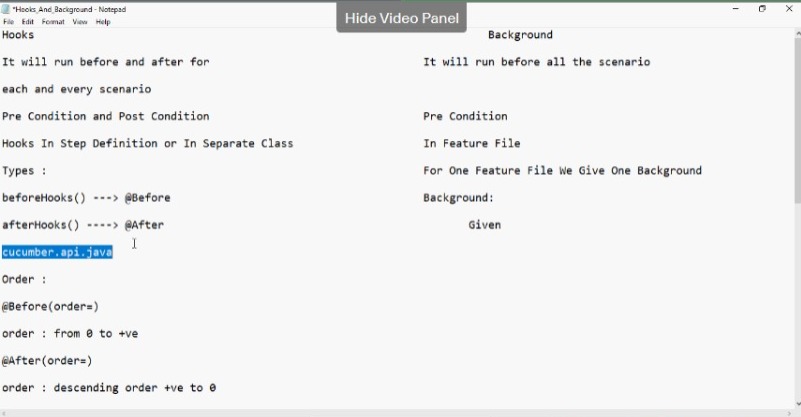 *Hooks_And_Background - Notepad
File Edit Format View Help
Hide Video Panel
Hooks Background
It will run before and after for It will run before all the scenario
each and every scenario
Pre Condition and Post Condition Pre Condition
Hooks In Step Definition or In Separate Class In Feature File
Types : For One Feature File We Give One Background
beforeHooks() ---> @Before Background:
afterHooks() ----> @After Given
cucumber.api.java
Order :
@Before(order=)
order : from 0 to +ve
@After(order=)
order : descending order +ve to 0